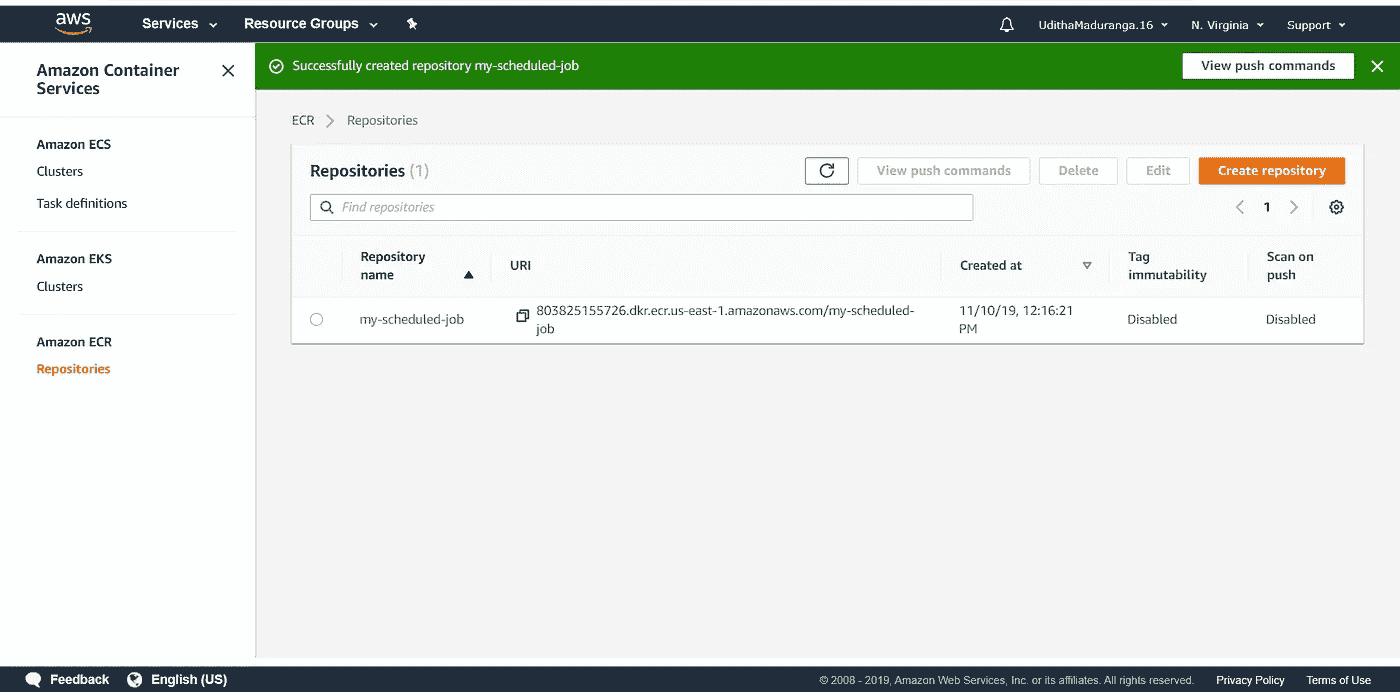 aws Services Resource Groups UdithaMaduranga.16 N. Virginia Support
Amazon Container
Services
Successfully created repository my-scheduled-job View push commands
Amazon ECS
Clusters
Task definitions
Amazon EKS
Clusters
Amazon ECR
Repositories
ECR Repositories
Repositories (1) View push commands Delete Edit Create repository
Find repositories 1
Repository
name URI Created at Tag
immutability Scan on
push
my-scheduled-job 803825155726.dkr.ecr.us-east-1.amazonaws.com/my-scheduled-
job 11/10/19, 12:16:21
PM Disabled Disabled
Feedback English (US) © 2008 - 2019, Amazon Web Services, Inc. or its affiliates. All rights reserved. Privacy Policy Terms of Use